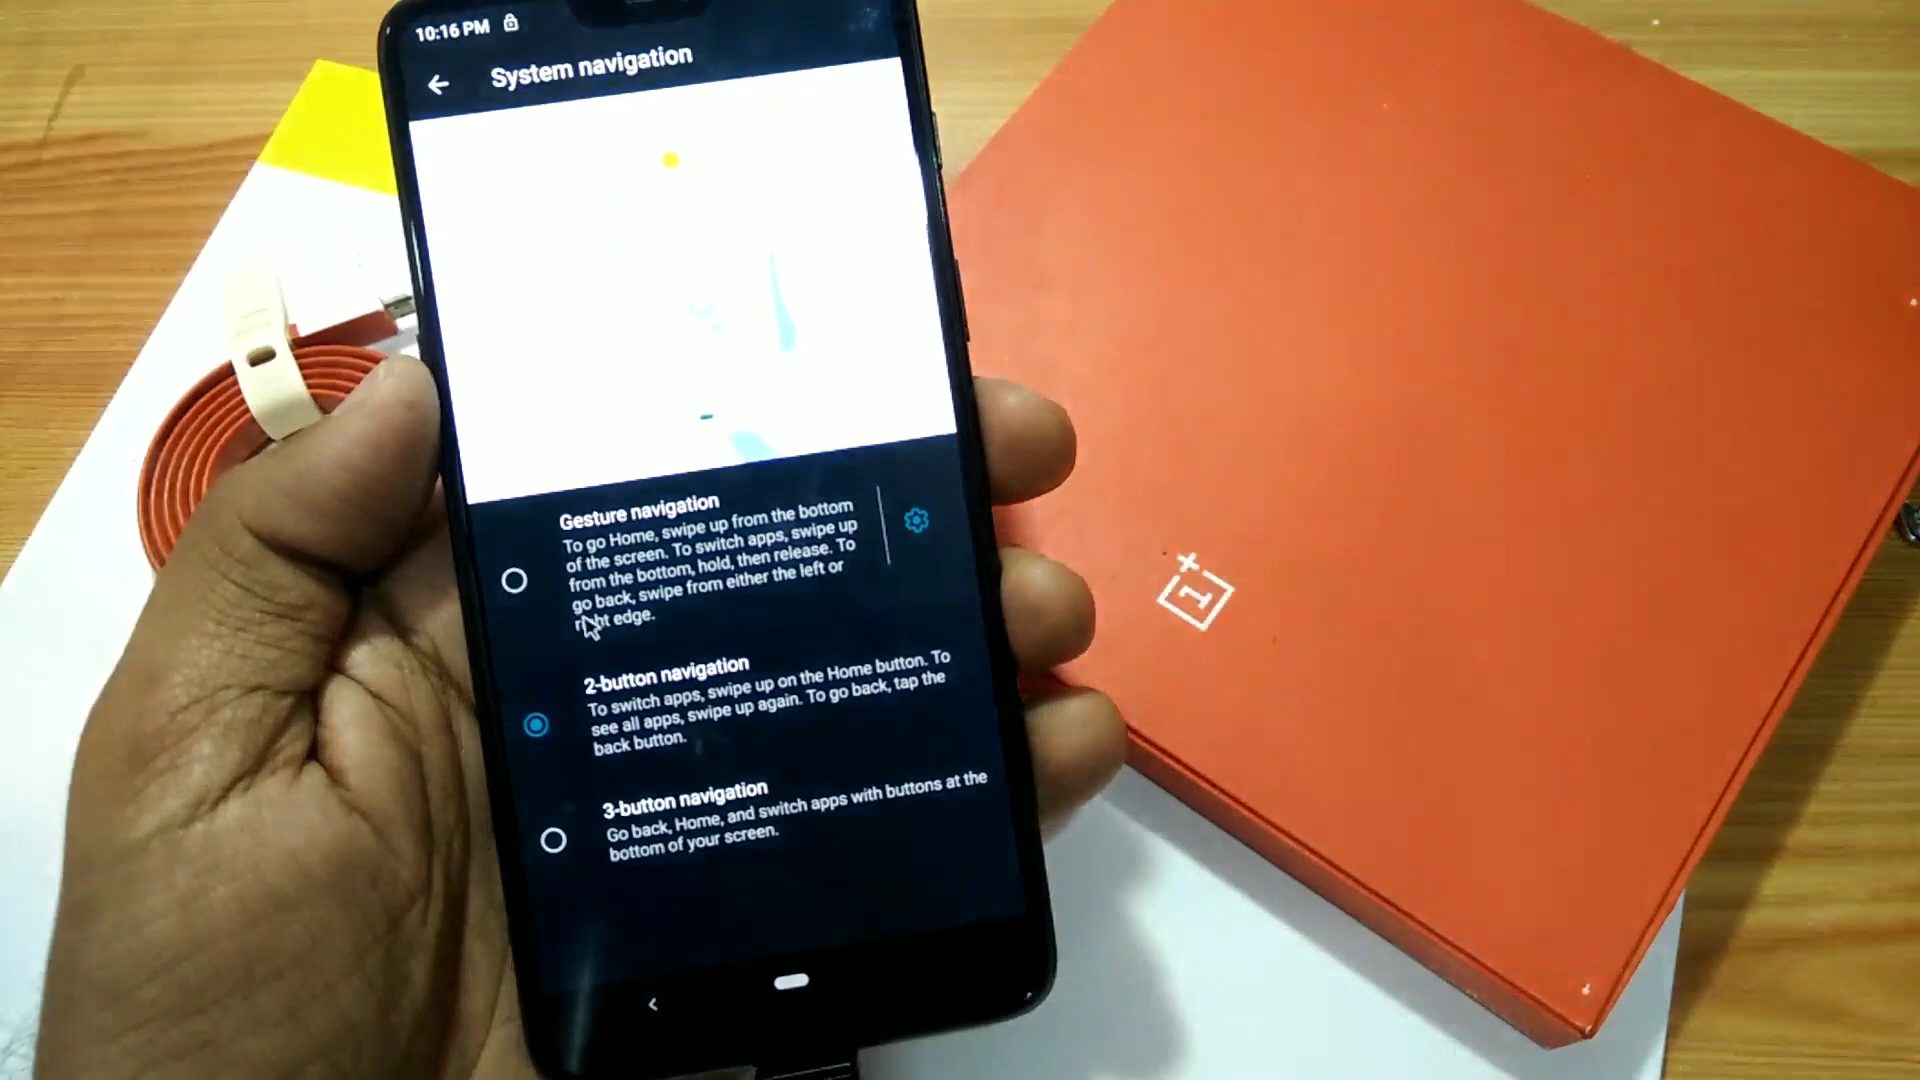 10:16 PM
System navigation
Gesture navigation
To go Home, swipe up from the bottom
of the screen. To switch apps, swipe up
from the bottom, hold, then release. To
go back, swipe from either the left or
right edge.
2-button navigation
To switch apps, swipe up on the Home button. To
see all apps, swipe up again. To go back, tap the
back button.
3-button navigation
Go back, Home, and switch apps with buttons at the
bottom of your screen.
1+